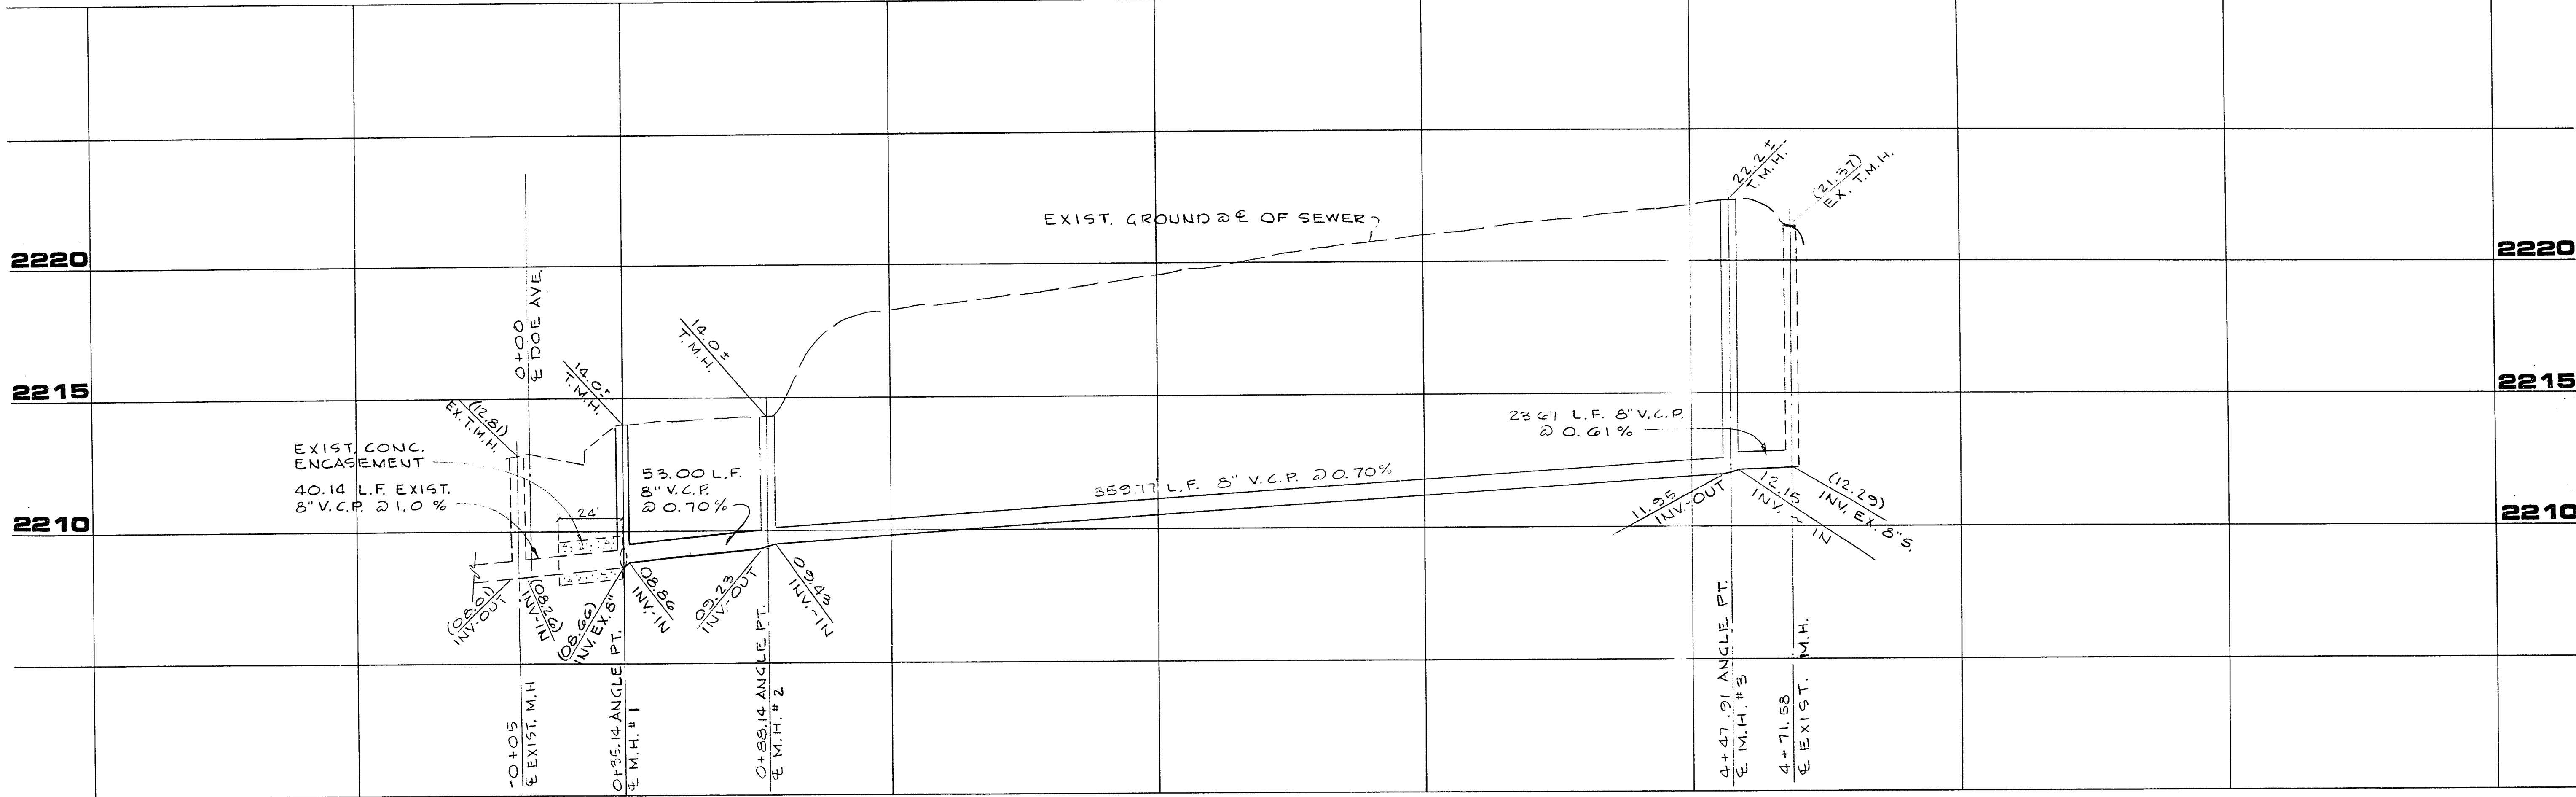 22.2 ±
T.M.H.
(21.37)
EX. T.M.H.
EXIST. GROUND @ ℄ OF SEWER
2220
2220
0+00
℄ DOE AVE.
14.0 ±
T.M.H.
14.0±
T.M.H.
2215
2215
(12.81)
EX. T.M.H.
23.67 L.F. 8" V.C.P.
@ 0.61%
EXIST. CONC.
ENCASEMENT
40.14 L.F. EXIST.
8" V.C.P. @ 1.0 %
53.00 L.F.
8" V.C.P.
@ 0.70%
359.77 L.F. 8" V.C.P. @ 0.70%
24'
2210
2210
11.95
INV-OUT
12.15
INV. ~ IN
(12.29)
INV. EX. 8" S.
(08.01)
INV-OUT
(08.26)
INV-IN
(08.66)
INV. EX. 8"
08.86
INV.-IN
09.23
INV.-OUT
09.43
INV.-IN
-0+05
℄ EXIST. M.H
0+35.14 ANGLE PT.
℄ M.H. # 1
0+88.14 ANGLE PT.
℄ M.H. # 2
4+47.91 ANGLE PT.
℄ M.H. # 3
4+71.58
℄ EXIST. M.H.